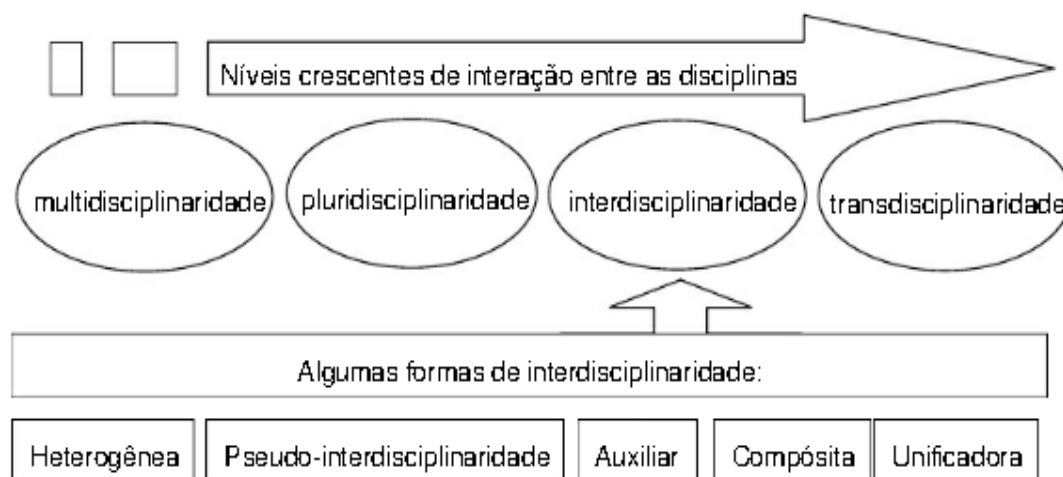 Níveis crescentes de interação entre as disciplinas
multidisciplinaridade
pluridisciplinaridade
interdisciplinaridade
transdisciplinaridade
Algumas formas de interdisciplinaridade:
Heterogênea
Pseudo-interdisciplinaridade
Auxiliar
Compósita
Unificadora